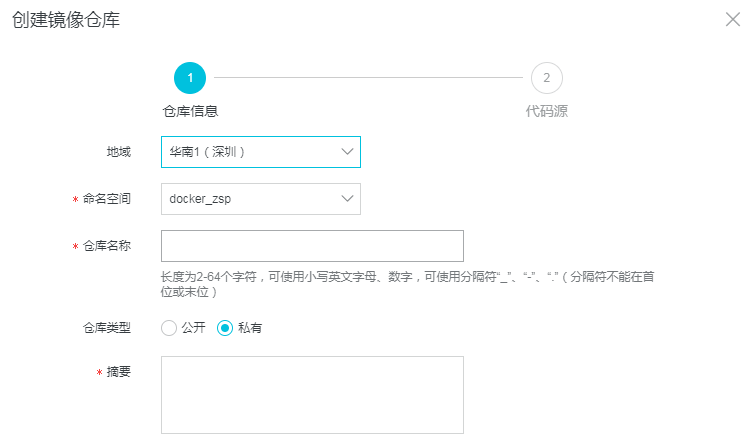 创建镜像仓库
1
2
仓库信息
代码源
地域
华南1（深圳）
* 命名空间
docker_zsp
* 仓库名称
长度为2-64个字符，可使用小写英文字母、数字，可使用分隔符“_”、“-”、“.”（分隔符不能在首
位或末位）
仓库类型
公开
私有
* 摘要